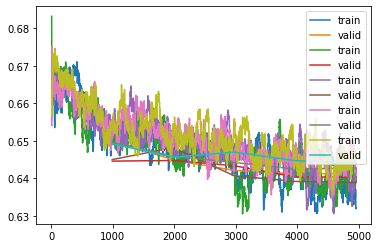 0.68
0.67
0.66
0.65
0.64
0.63
0
1000
2000
3000
4000
5000
train
valid
train
valid
train
valid
train
valid
train
valid